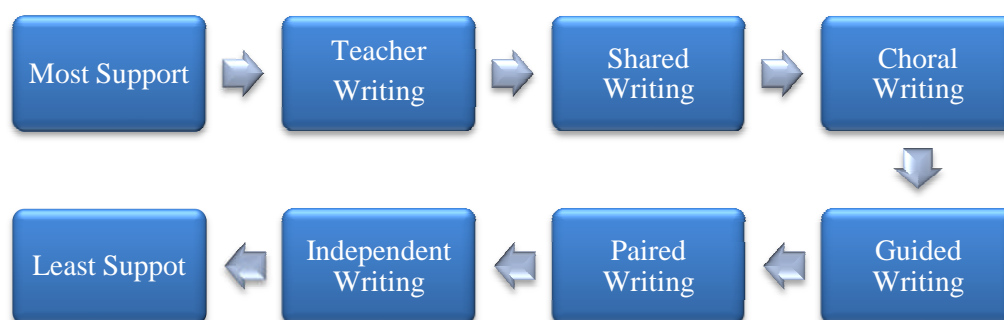 Most Support
Teacher
Writing
Shared
Writing
Choral
Writing
Guided
Writing
Paired
Writing
Independent
Writing
Least Suppot